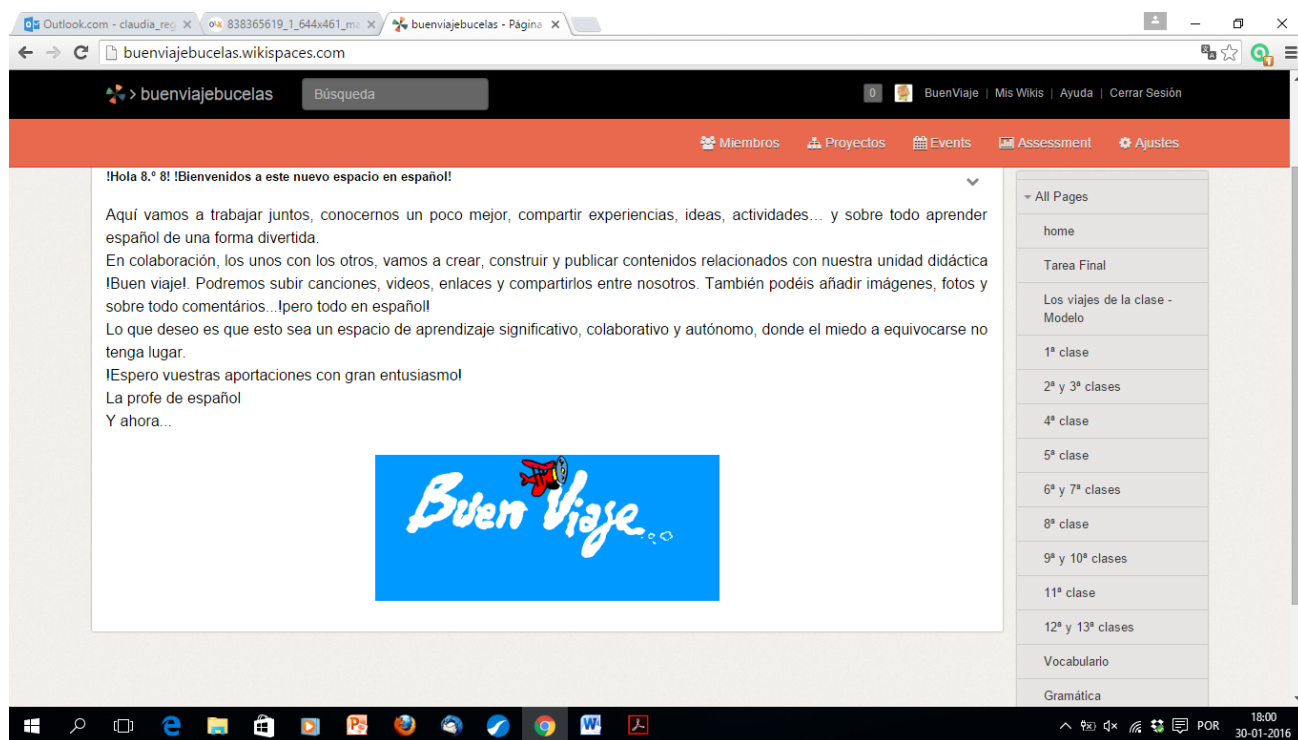 Outlook.com - claudia_reg
838365619_1_644x461_ma
buenviajebucelas - Página
buenviajebucelas.wikispaces.com
> buenviajebucelas
Búsqueda
0
BuenViaje | Mis Wikis | Ayuda | Cerrar Sesión
Miembros
Proyectos
Events
Assessment
Ajustes
!Hola 8.º 8! !Bienvenidos a este nuevo espacio en español!
Aquí vamos a trabajar juntos, conocernos un poco mejor, compartir experiencias, ideas, actividades... y sobre todo aprender
español de una forma divertida.
En colaboración, los unos con los otros, vamos a crear, construir y publicar contenidos relacionados con nuestra unidad didáctica
!Buen viaje!. Podremos subir canciones, videos, enlaces y compartirlos entre nosotros. También podéis añadir imágenes, fotos y
sobre todo comentários...!pero todo en español!
Lo que deseo es que esto sea un espacio de aprendizaje significativo, colaborativo y autónomo, donde el miedo a equivocarse no
tenga lugar.
!Espero vuestras aportaciones con gran entusiasmo!
La profe de español
Y ahora...
Buen Viaje...
All Pages
home
Tarea Final
Los viajes de la clase -
Modelo
1ª clase
2ª y 3ª clases
4ª clase
5ª clase
6ª y 7ª clases
8ª clase
9ª y 10ª clases
11ª clase
12ª y 13ª clases
Vocabulario
Gramática
POR
18:00
30-01-2016